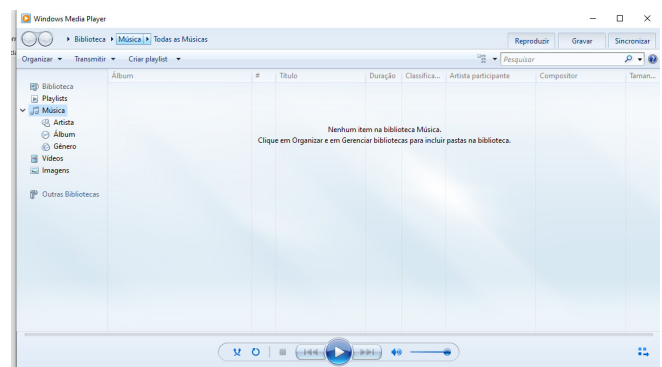 Windows Media Player
Biblioteca Música Todas as Músicas
Reproduzir Gravar Sincronizar
Organizar Transmitir Criar playlist Pesquisar
Álbum # Título Duração Classifica... Artista participante Compositor Taman...
Biblioteca
Playlists
Música
Artista
Álbum
Gênero
Vídeos
Imagens
Outras Bibliotecas
Nenhum item na biblioteca Música.
Clique em Organizar e em Gerenciar bibliotecas para incluir pastas na biblioteca.